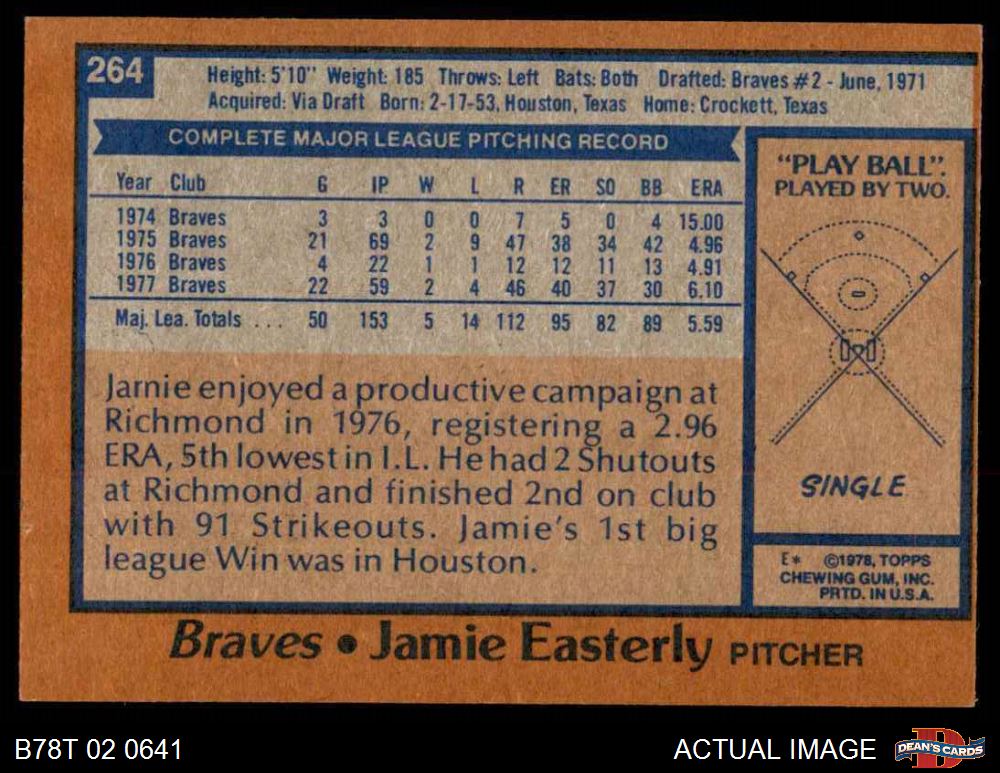 264
Height: 5'10" Weight: 185 Throws: Left Bats: Both Drafted: Braves #2 - June, 1971
Acquired: Via Draft Born: 2-17-53, Houston, Texas Home: Crockett, Texas
COMPLETE MAJOR LEAGUE PITCHING RECORD
Year Club G IP W L R ER SO BB ERA
1974 Braves 3 3 0 0 7 5 0 4 15.00
1975 Braves 21 69 2 9 47 38 34 42 4.96
1976 Braves 4 22 1 1 12 12 11 13 4.91
1977 Braves 22 59 2 4 46 40 37 30 6.10
Maj. Lea. Totals ... 50 153 5 14 112 95 82 89 5.59
Jamie enjoyed a productive campaign at
Richmond in 1976, registering a 2.96
ERA, 5th lowest in I.L. He had 2 Shutouts
at Richmond and finished 2nd on club
with 91 Strikeouts. Jamie's 1st big
league Win was in Houston.
"PLAY BALL".
PLAYED BY TWO.
SINGLE
E* ©1978, TOPPS
CHEWING GUM, INC.
PRTD. IN U.S.A.
Braves • Jamie Easterly PITCHER
B78T 02 0641
ACTUAL IMAGE
D
DEAN'S CARDS